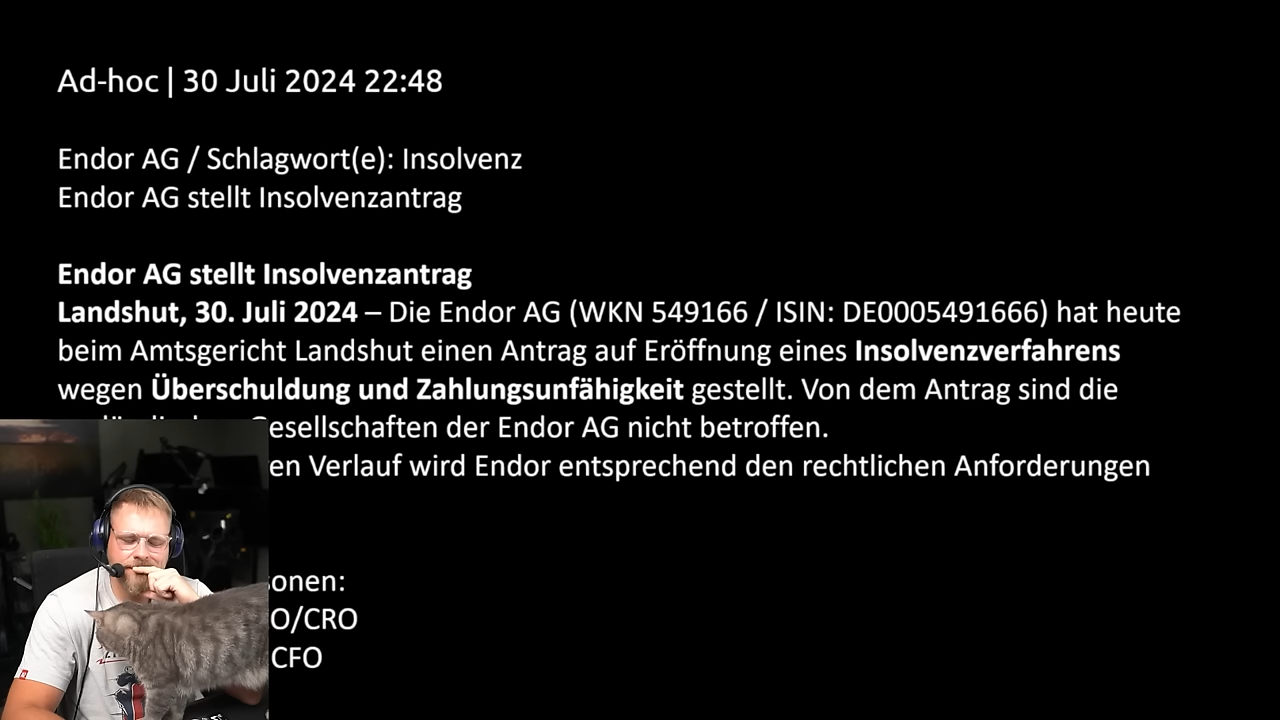 Ad-hoc | 30 Juli 2024 22:48
Endor AG / Schlagwort(e): Insolvenz
Endor AG stellt Insolvenzantrag
Endor AG stellt Insolvenzantrag
Landshut, 30. Juli 2024 – Die Endor AG (WKN 549166 / ISIN: DE0005491666) hat heute
beim Amtsgericht Landshut einen Antrag auf Eröffnung eines Insolvenzverfahrens
wegen Überschuldung und Zahlungsunfähigkeit gestellt. Von dem Antrag sind die
Gesellschaften der Endor AG nicht betroffen.
Verlauf wird Endor entsprechend den rechtlichen Anforderungen
O/CRO
CFO